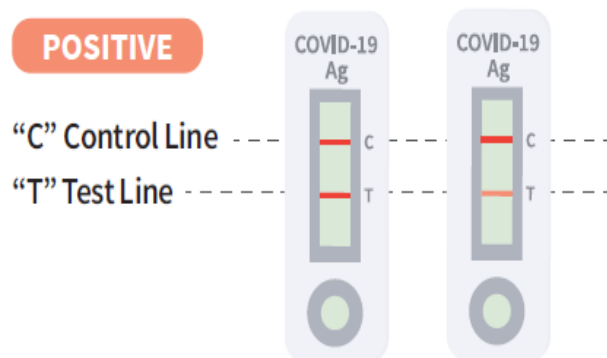 POSITIVE
COVID-19
Ag
COVID-19
Ag
“C” Control Line
C
C
“T” Test Line
T
T